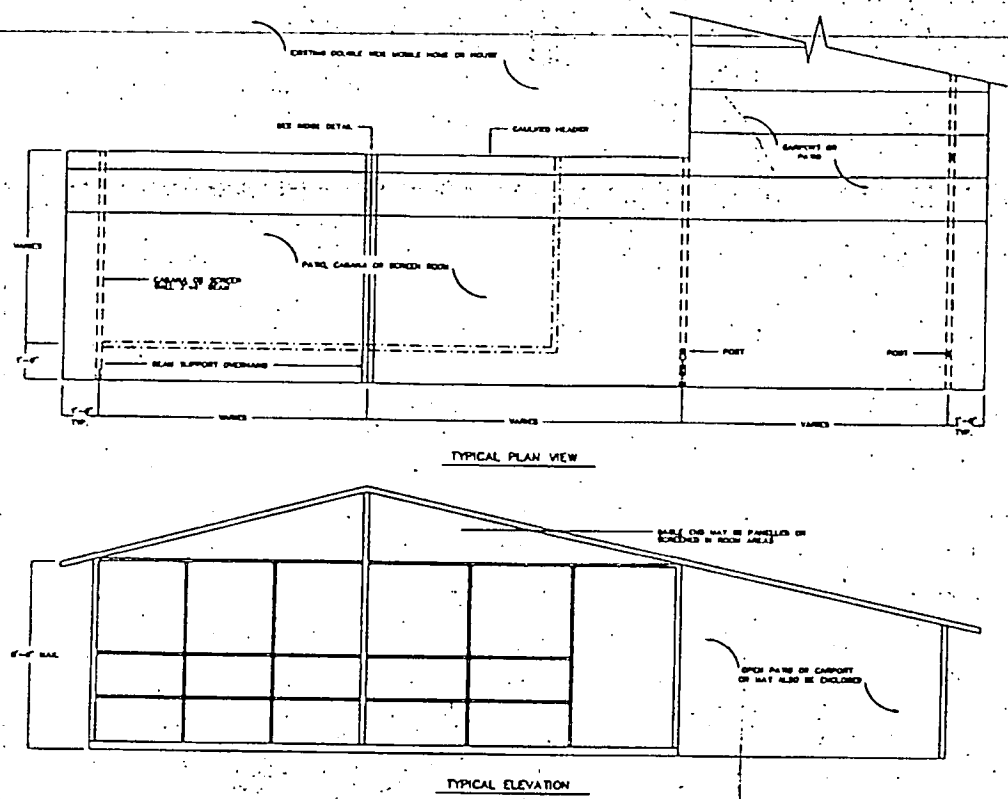 EXISTING DOUBLE WIDE MOBILE HOME OR HOUSE
SEE RIDGE DETAIL
CAULKED HEADER
CARPORT OR
PATIO
VARIES
PATIO, CABANA OR SCREEN ROOM
CABANA OR SCREEN
WALL BEAM
POST
POST
BEAM SUPPORT OVERHANG
TYP.
VARIES
VARIES
VARIES
TYP.
TYPICAL PLAN VIEW
GABLE END MAY BE PANELLED OR
SCREENED IN ROOM AREAS
OPEN PATIO OR CARPORT
OR MAY ALSO BE ENCLOSED
TYPICAL ELEVATION